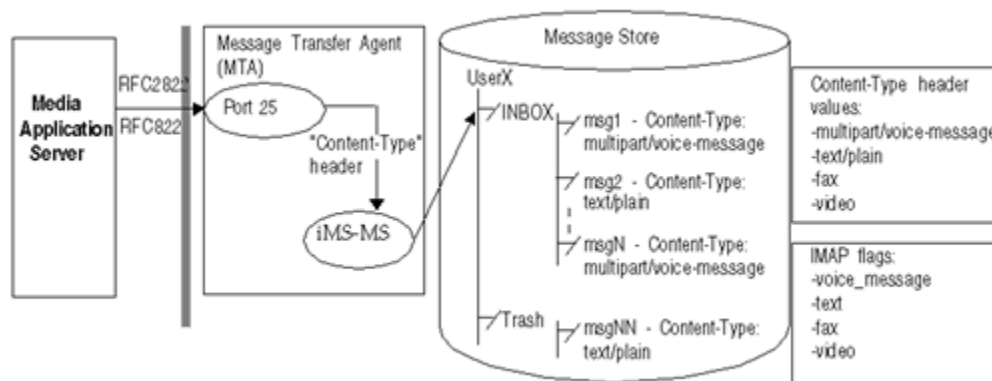 Media
Application
Server
RFC2822
RFC822
Message Transfer Agent
(MTA)
Port 25
"Content-Type"
header
iMS-MS
Message Store
UserX
INBOX
msg1 - Content-Type:
multipart/voice-message
msg2 - Content-Type:
text/plain
msgN - Content-Type:
multipart/voice-message
Trash
msgNN - Content-Type:
text/plain
Content-Type header
values:
-multipart/voice-message
-text/plain
-fax
-video
IMAP flags:
-voice_message
-text
-fax
-video